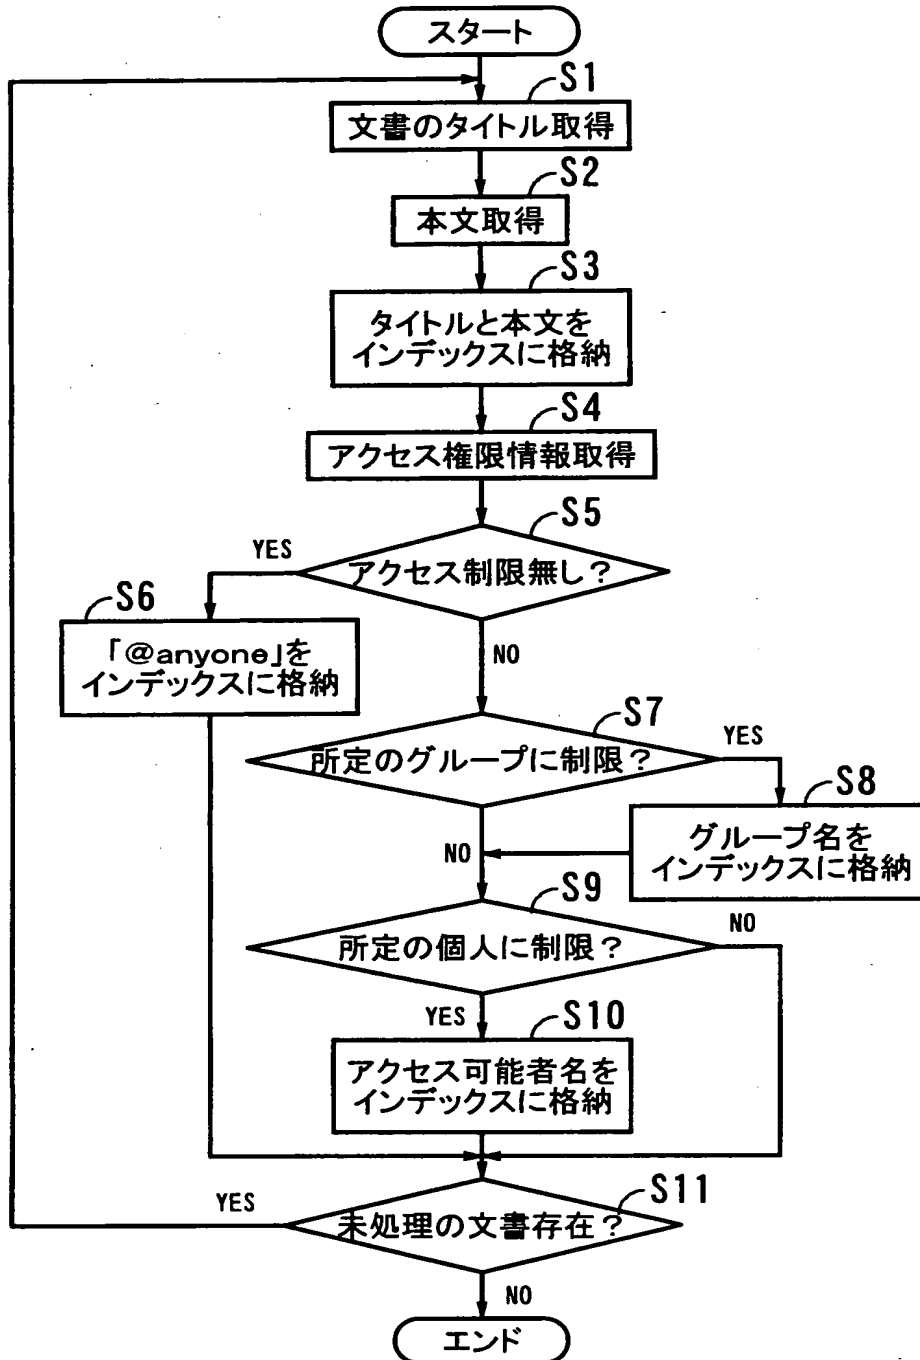 スタート
S1
文書のタイトル取得
S2
本文取得
S3
タイトルと本文を
インデックスに格納
S4
アクセス権限情報取得
S5
アクセス制限無し?
YES
NO
S6
「@anyone」を
インデックスに格納
S7
所定のグループに制限?
YES
NO
S8
グループ名を
インデックスに格納
S9
所定の個人に制限?
NO
YES
S10
アクセス可能者名を
インデックスに格納
S11
未処理の文書存在?
YES
NO
エンド